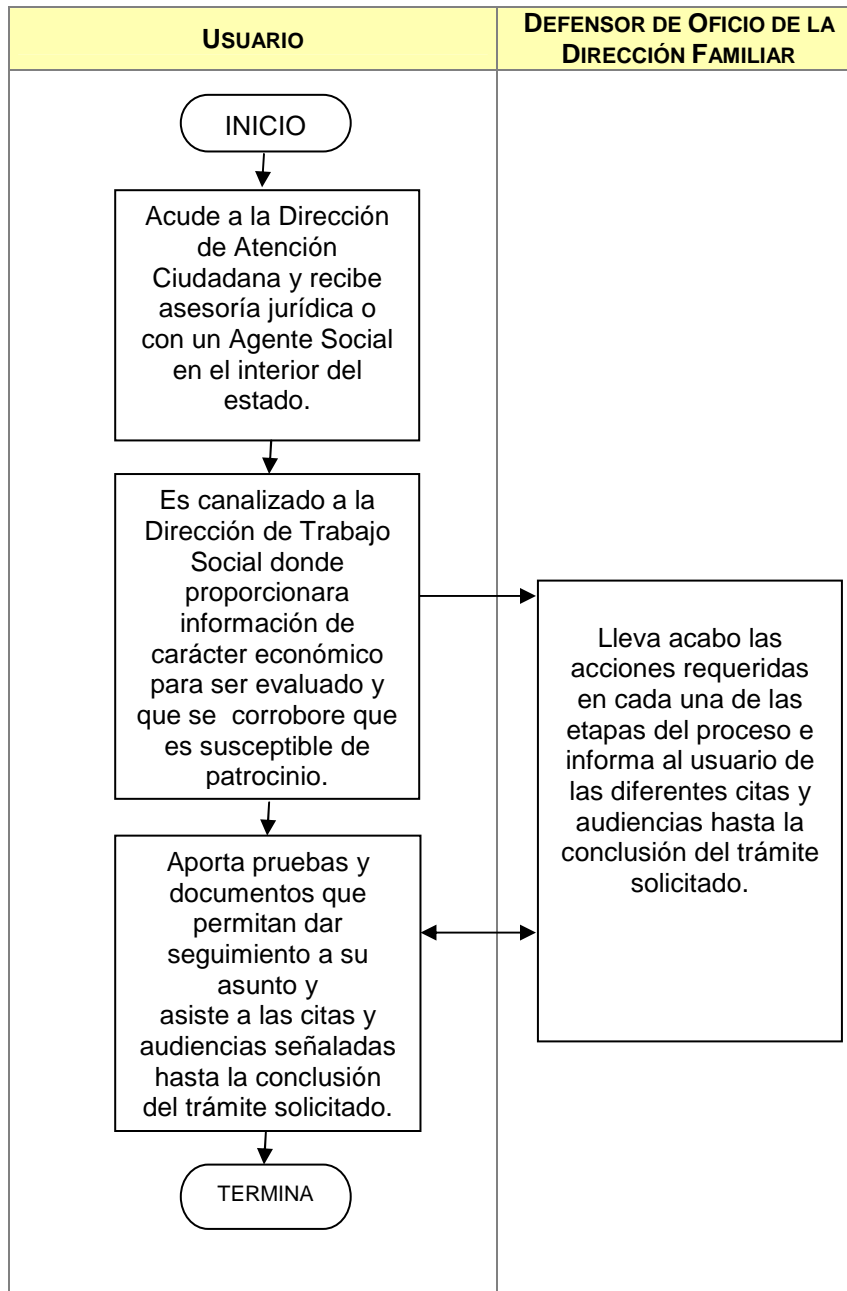 USUARIO
DEFENSOR DE OFICIO DE LA
DIRECCIÓN FAMILIAR
INICIO
Acude a la Dirección
de Atención
Ciudadana y recibe
asesoría jurídica o
con un Agente Social
en el interior del
estado.
Es canalizado a la
Dirección de Trabajo
Social donde
proporcionara
información de
carácter económico
para ser evaluado y
que se corrobore que
es susceptible de
patrocinio.
Lleva acabo las
acciones requeridas
en cada una de las
etapas del proceso e
informa al usuario de
las diferentes citas y
audiencias hasta la
conclusión del trámite
solicitado.
Aporta pruebas y
documentos que
permitan dar
seguimiento a su
asunto y
asiste a las citas y
audiencias señaladas
hasta la conclusión
del trámite solicitado.
TERMINA